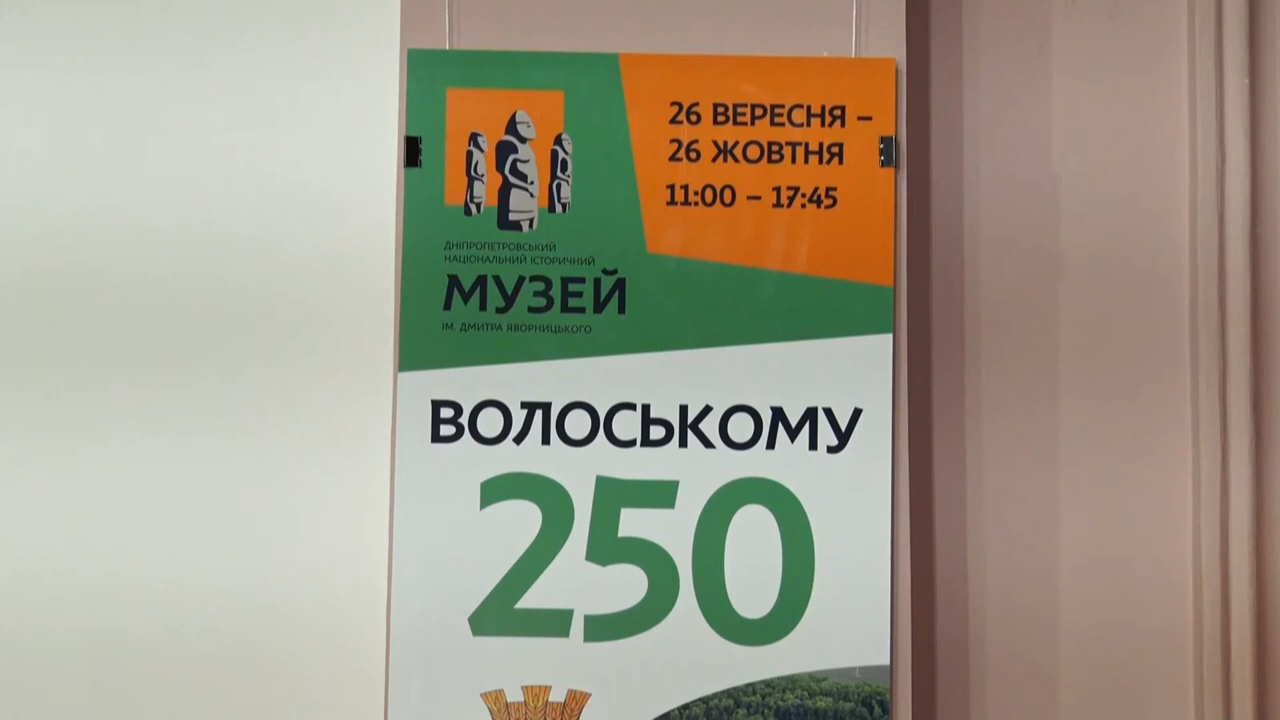 26 ВЕРЕСНЯ –
26 ЖОВТНЯ
11:00 – 17:45
ДНІПРОПЕТРОВСЬКИЙ
НАЦІОНАЛЬНИЙ ІСТОРИЧНИЙ
МУЗЕЙ
ІМ. ДМИТРА ЯВОРНИЦЬКОГО
ВОЛОСЬКОМУ
250